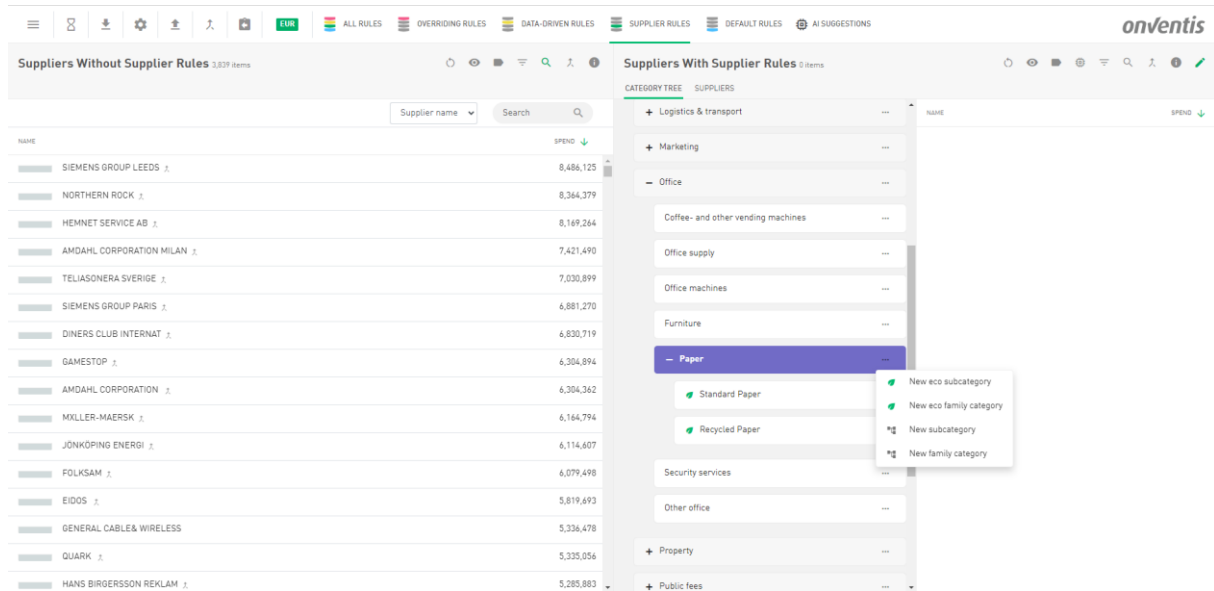 EUR ALL RULES OVERRIDING RULES DATA-DRIVEN RULES SUPPLIER RULES DEFAULT RULES AI SUGGESTIONS onventis
Suppliers Without Supplier Rules 3,839 items
Supplier name Search
NAME SPEND
SIEMENS GROUP LEEDS 8,486,125
NORTHERN ROCK 8,364,379
HEMNET SERVICE AB 8,169,264
AMDAHL CORPORATION MILAN 7,421,490
TELIASONERA SVERIGE 7,030,899
SIEMENS GROUP PARIS 6,881,270
DINERS CLUB INTERNAT 6,830,719
GAMESTOP 6,304,894
AMDAHL CORPORATION 6,304,362
MXLLER-MAERSK 6,164,794
JÖNKÖPING ENERGI 6,114,607
FOLKSAM 6,079,498
EIDOS 5,819,693
GENERAL CABLE& WIRELESS 5,336,478
QUARK 5,335,056
HANS BIRGERSSON REKLAM 5,285,883
Suppliers With Supplier Rules 0 items
CATEGORY TREE SUPPLIERS
+ Logistics & transport ...
+ Marketing ...
− Office ...
Coffee- and other vending machines ...
Office supply ...
Office machines ...
Furniture ...
− Paper ...
Standard Paper
Recycled Paper
Security services ...
Other office ...
+ Property ...
+ Public fees ...
New eco subcategory
New eco family category
New subcategory
New family category
NAME SPEND